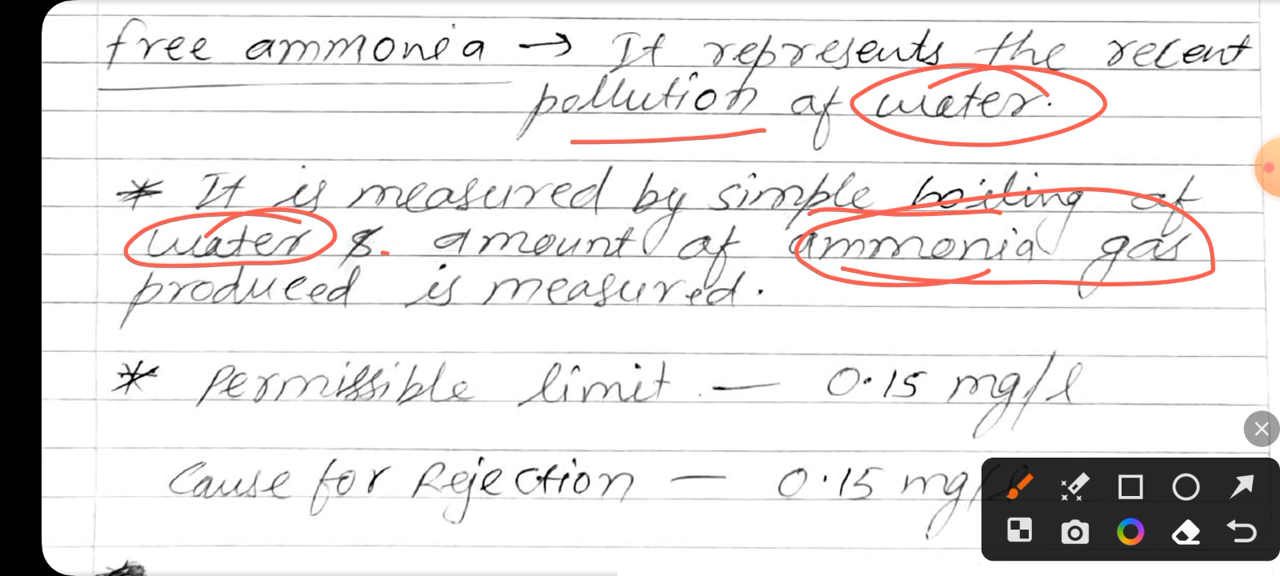 free ammonia → It represents the recent
pollution of water.
* It is measured by simple boiling of
water &. amount of ammonia gas
produced is measured.
* Permissible limit. — 0.15 mg/l
Cause for Rejection — 0.15 mg/l